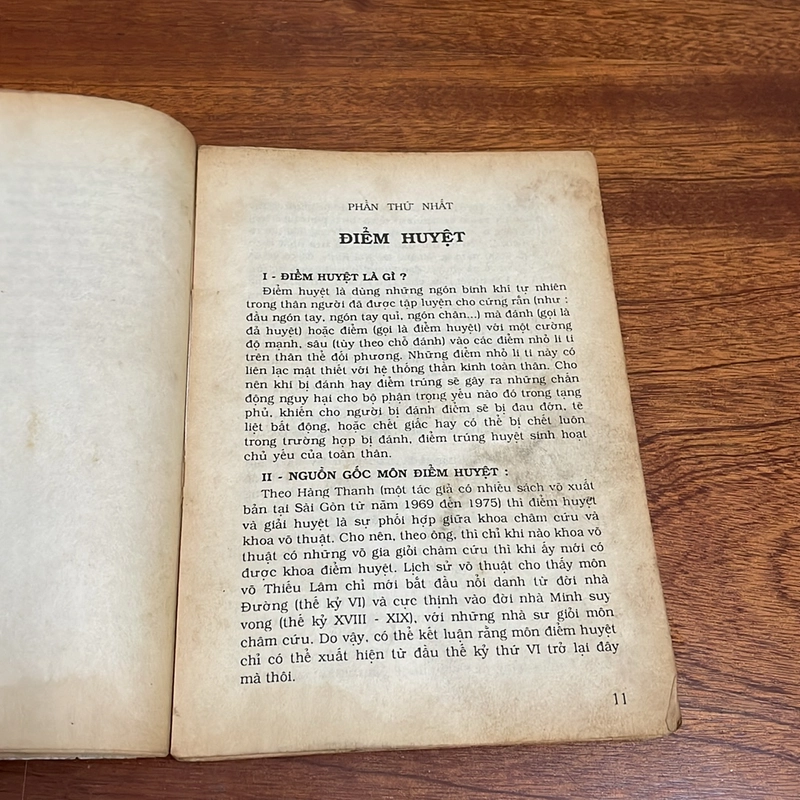 PHẦN THỨ NHẤT
ĐIỂM HUYỆT
I - ĐIỂM HUYỆT LÀ GÌ ?
Điểm huyệt là dùng những ngón binh khí tự nhiên
trong thân người đã được tập luyện cho cứng rắn (như :
đầu ngón tay, ngón tay quỉ, ngón chân...) mà đánh (gọi là
đả huyệt) hoặc điểm (gọi là điểm huyệt) với một cường
độ mạnh, sâu (tùy theo chỗ đánh) vào các điểm nhỏ li ti
trên thân thể đối phương. Những điểm nhỏ li ti này có
liên lạc mật thiết với hệ thống thần kinh toàn thân. Cho
nên khi bị đánh hay điểm trúng sẽ gây ra những chấn
động nguy hại cho bộ phận trọng yếu nào đó trong tạng
phủ, khiến cho người bị đánh điểm sẽ bị đau đớn, tê
liệt bất động, hoặc chết giấc hay có thể bị chết luôn
trong trường hợp bị đánh, điểm trúng huyệt sinh hoạt
chủ yếu của toàn thân.
II - NGUỒN GỐC MÔN ĐIỂM HUYỆT :
Theo Hàng Thanh (một tác giả có nhiều sách võ xuất
bản tại Sài Gòn từ năm 1969 đến 1975) thì điểm huyệt
và giải huyệt là sự phối hợp giữa khoa châm cứu và
khoa võ thuật. Cho nên, theo ông, thì chỉ khi nào khoa võ
thuật có những võ gia giỏi châm cứu thì khi ấy mới có
được khoa điểm huyệt. Lịch sử võ thuật cho thấy môn
võ Thiếu Lâm chỉ mới bắt đầu nổi danh từ đời nhà
Đường (thế kỷ VI) và cực thịnh vào đời nhà Minh suy
vong (thế kỷ XVIII - XIX), với những nhà sư giỏi môn
châm cứu. Do vậy, có thể kết luận rằng môn điểm huyệt
chỉ có thể xuất hiện từ đầu thế kỷ thứ VI trở lại đây
mà thôi.
11